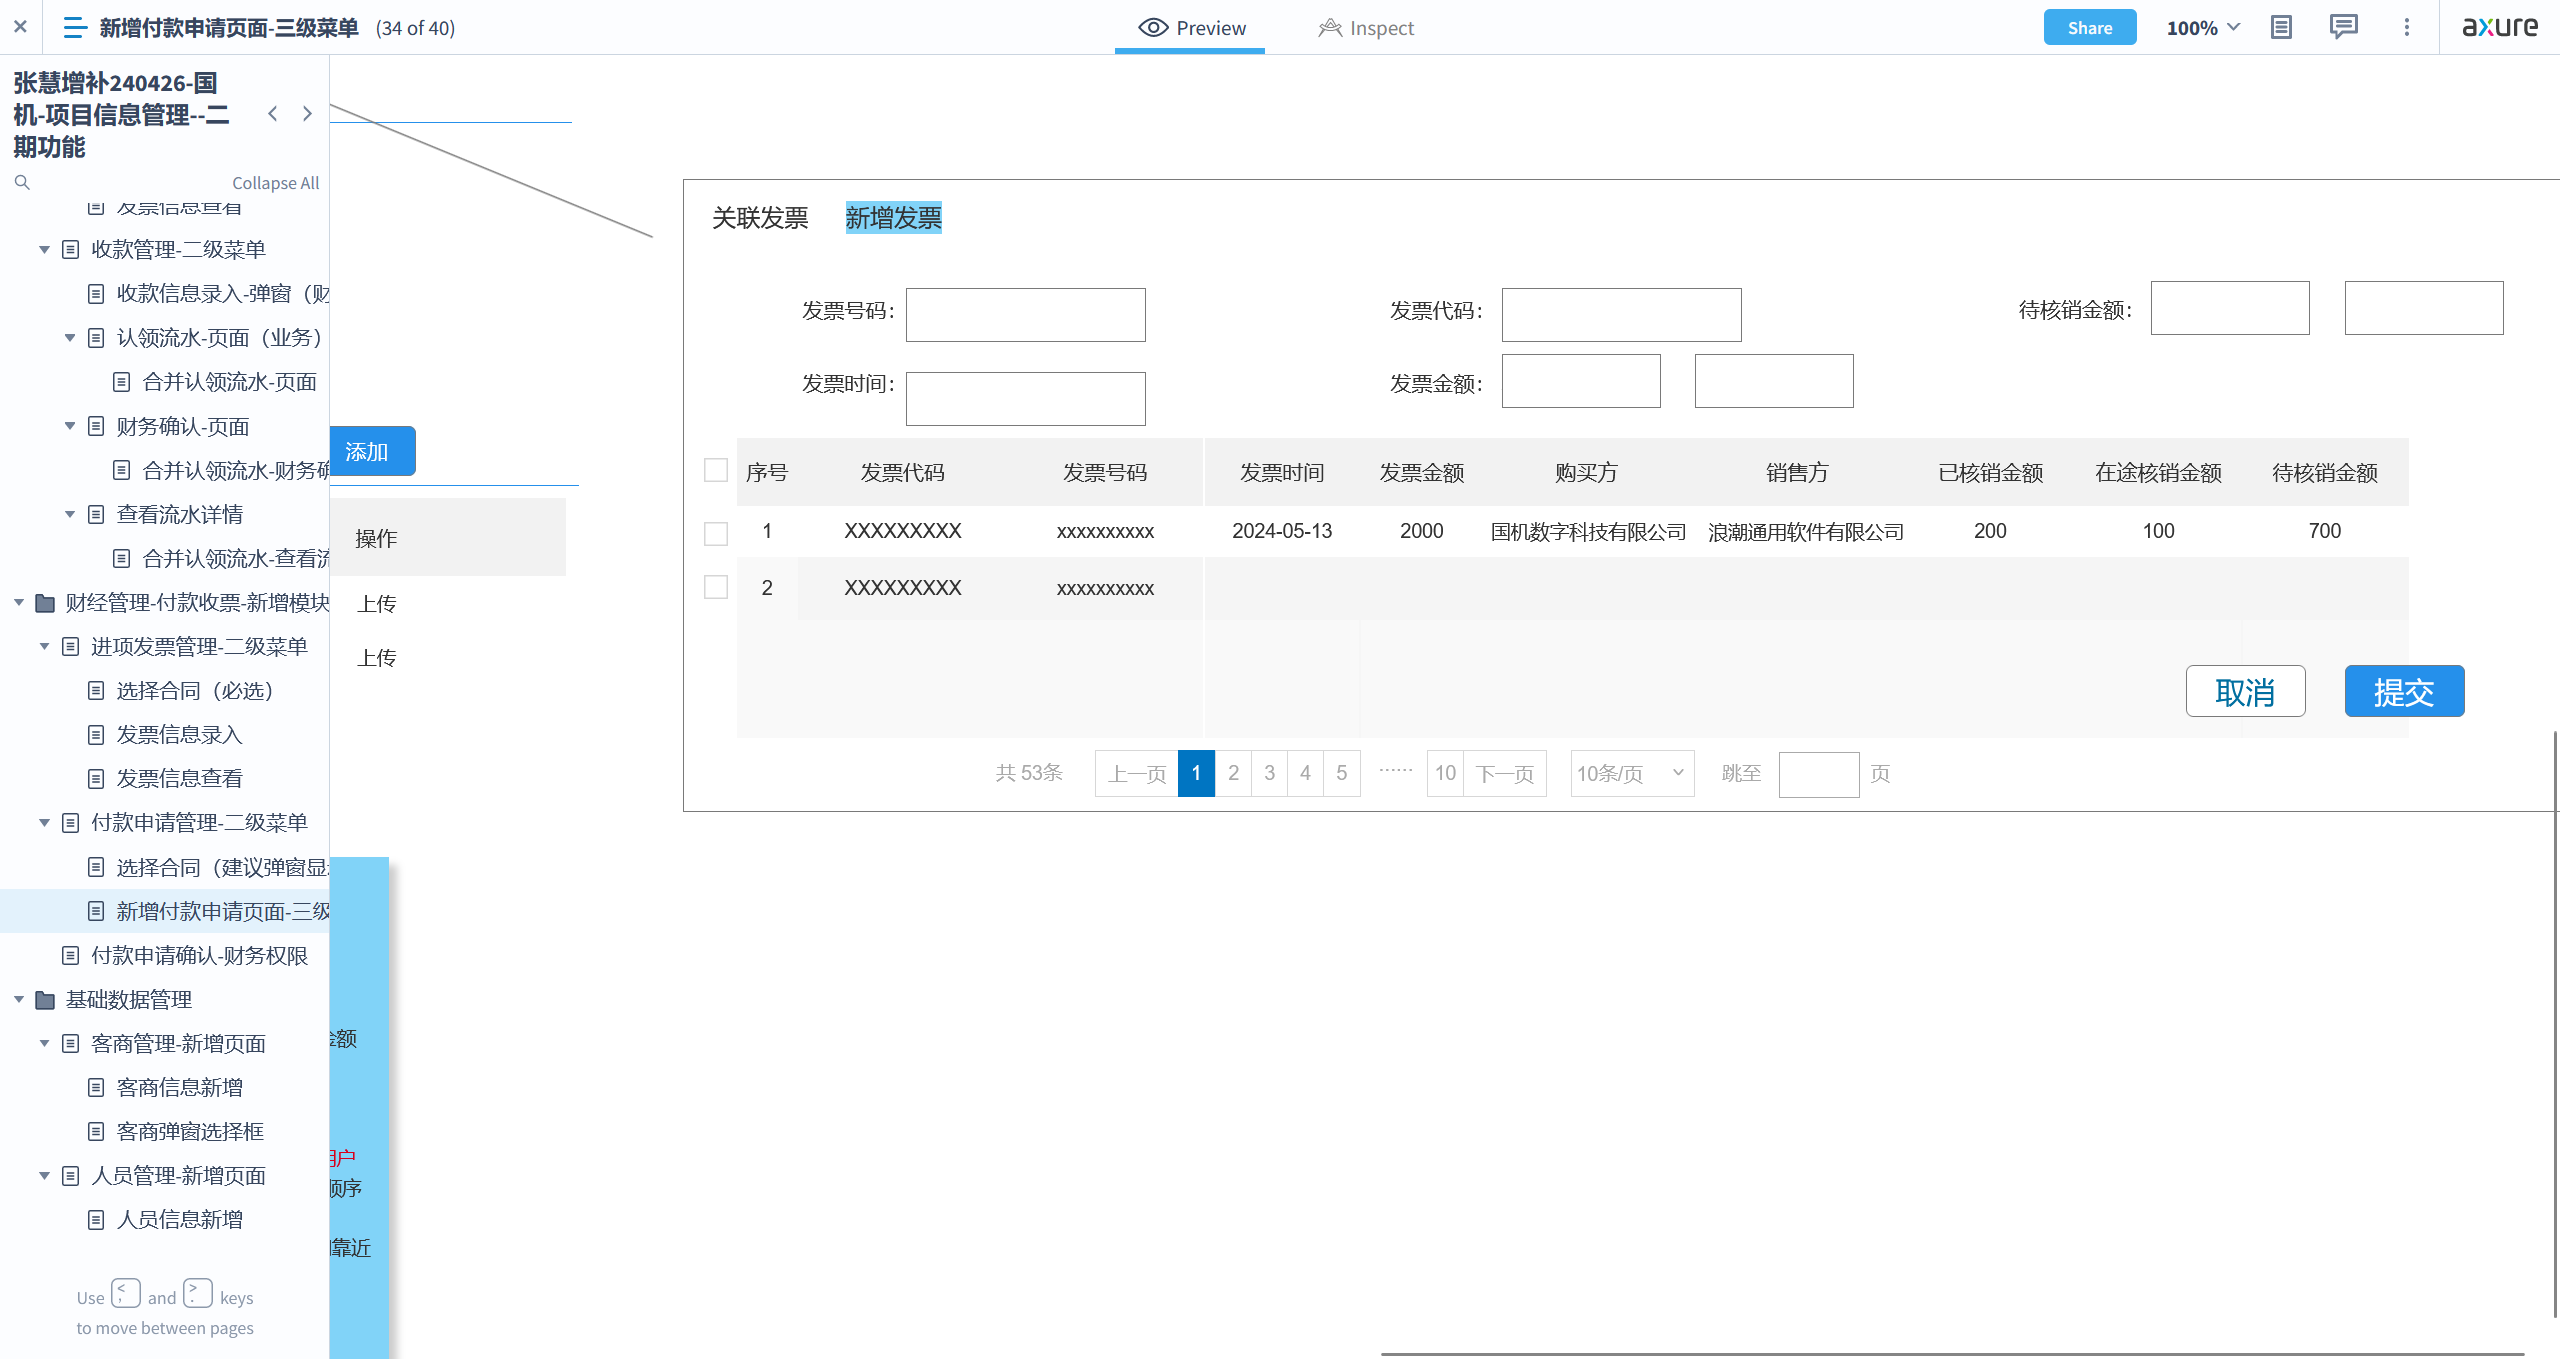 新增付款申请页面-三级菜单 (34 of 40)
Preview
Inspect
Share
100%
axure
张慧增补240426-国
机-项目信息管理--二
期功能
Collapse All
发票信息查看
收款管理-二级菜单
收款信息录入-弹窗（财
认领流水-页面（业务）
合并认领流水-页面
财务确认-页面
合并认领流水-财务确
查看流水详情
合并认领流水-查看流
财经管理-付款收票-新增模块
进项发票管理-二级菜单
选择合同（必选）
发票信息录入
发票信息查看
付款申请管理-二级菜单
选择合同（建议弹窗显
新增付款申请页面-三级
付款申请确认-财务权限
基础数据管理
客商管理-新增页面
客商信息新增
客商弹窗选择框
人员管理-新增页面
人员信息新增
Use < , and > . keys
to move between pages
添加
操作
上传
上传
金额
户
顺序
靠近
关联发票 新增发票
发票号码： 发票代码： 待核销金额：
发票时间： 发票金额：
序号 发票代码 发票号码 发票时间 发票金额 购买方 销售方 已核销金额 在途核销金额 待核销金额
1 XXXXXXXXX xxxxxxxxxx 2024-05-13 2000 国机数字科技有限公司 浪潮通用软件有限公司 200 100 700
2 XXXXXXXXX xxxxxxxxxx
取消 提交
共 53条 上一页 1 2 3 4 5 ······ 10 下一页 10条/页 跳至 页